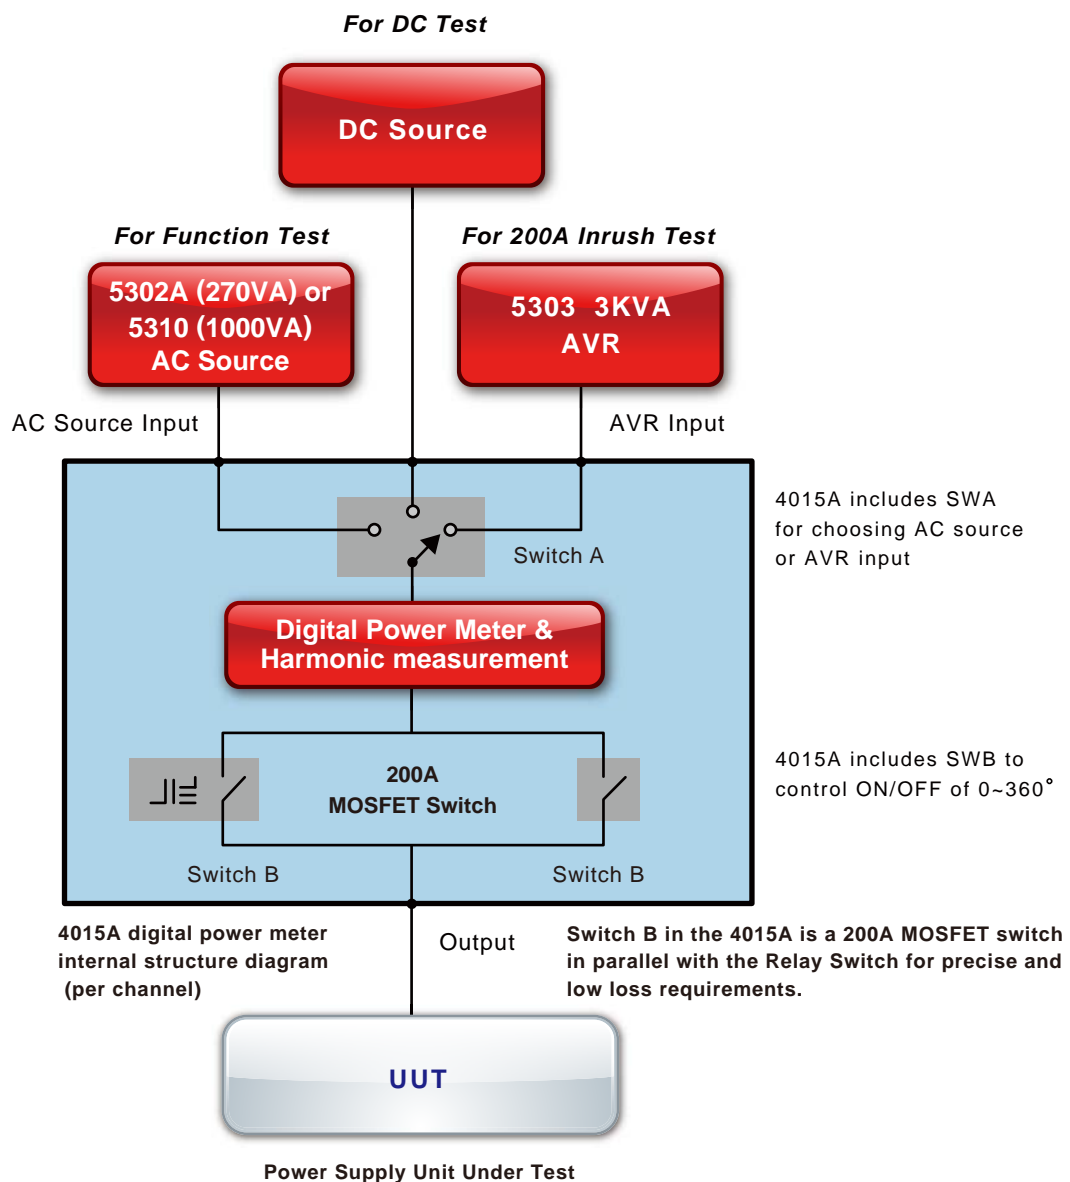 For DC Test
DC Source
For Function Test
For 200A Inrush Test
5302A (270VA) or
5310 (1000VA)
AC Source
5303 3KVA
AVR
AC Source Input
AVR Input
4015A includes SWA
for choosing AC source
or AVR input
Switch A
Digital Power Meter &
Harmonic measurement
200A
MOSFET Switch
4015A includes SWB to
control ON/OFF of 0~360°
Switch B
Switch B
4015A digital power meter
internal structure diagram
(per channel)
Output
Switch B in the 4015A is a 200A MOSFET switch
in parallel with the Relay Switch for precise and
low loss requirements.
UUT
Power Supply Unit Under Test